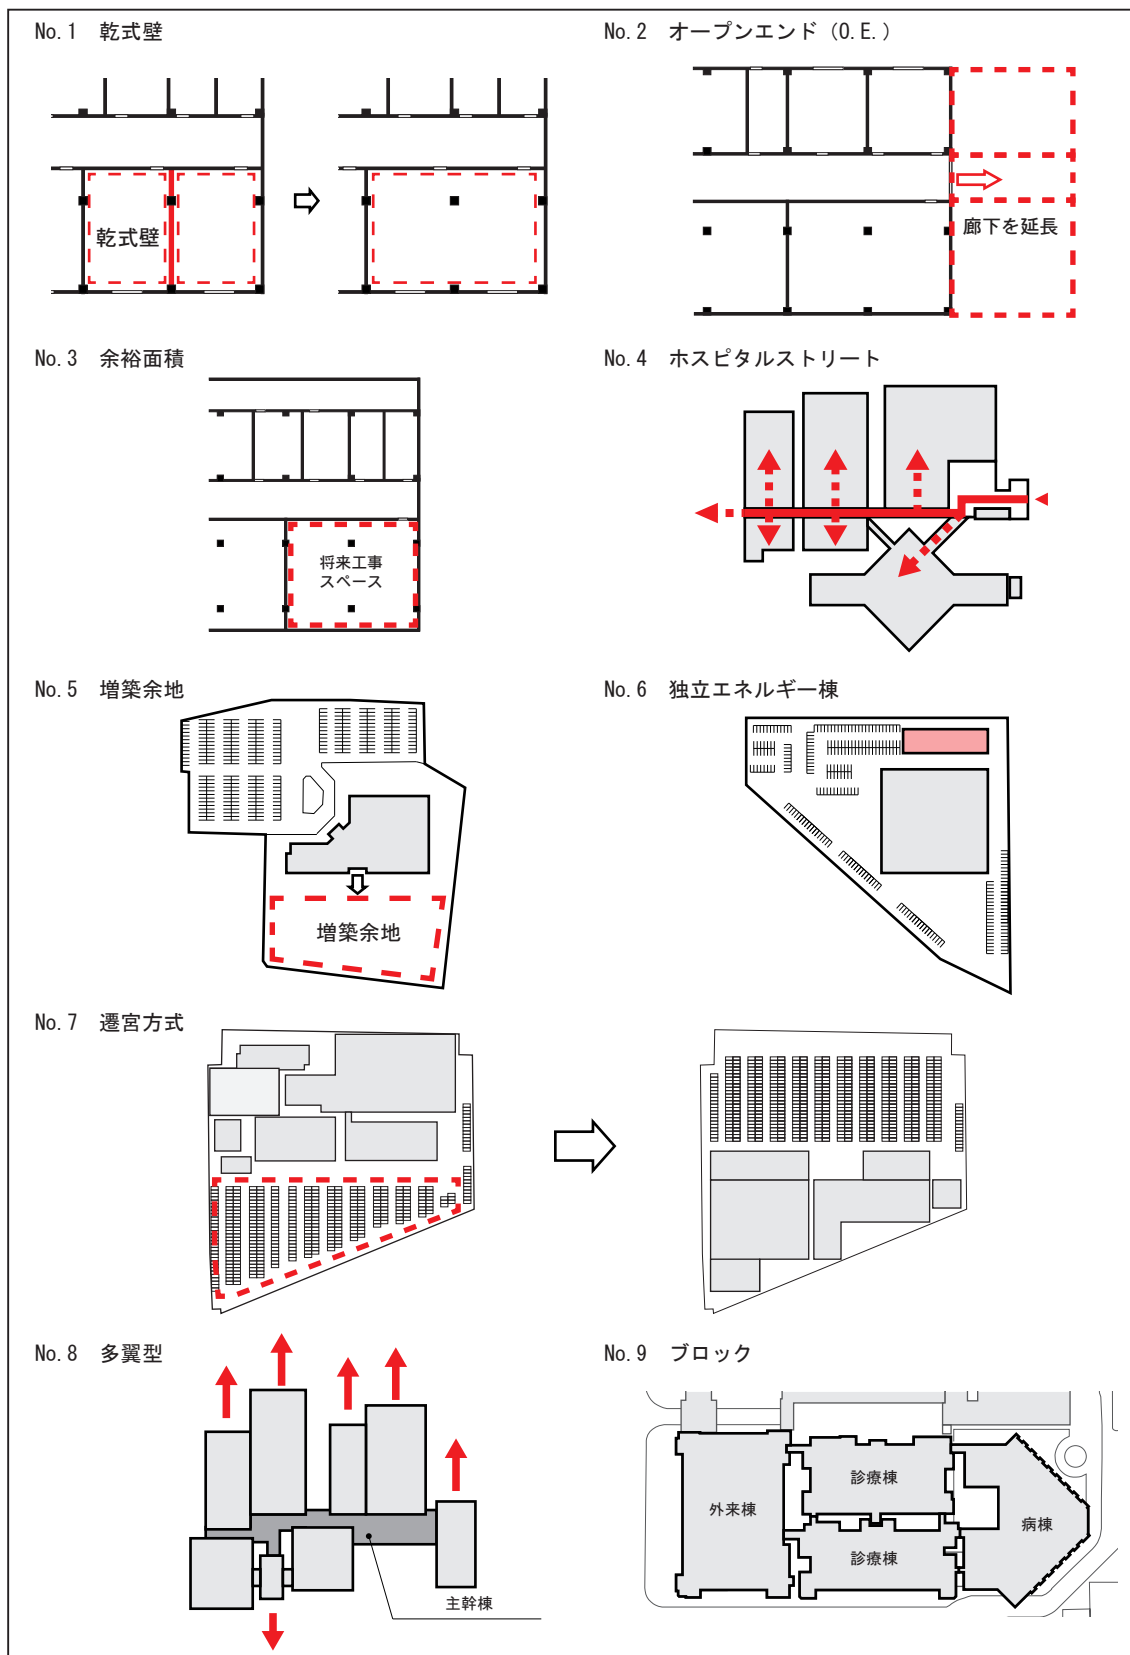 No. 1 乾式壁
No. 2 オープンエンド（O. E.）
乾式壁
廊下を延長
No. 3 余裕面積
No. 4 ホスピタルストリート
将来工事
スペース
No. 5 増築余地
No. 6 独立エネルギー棟
増築余地
No. 7 遷宮方式
No. 8 多翼型
No. 9 ブロック
主幹棟
外来棟
診療棟
診療棟
病棟